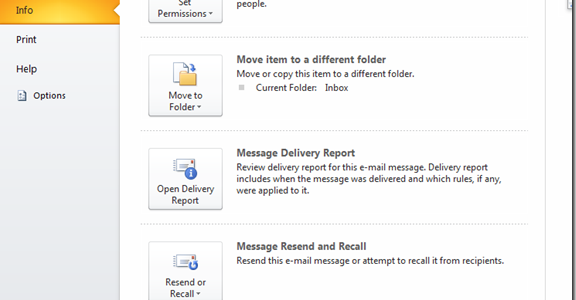 Info
Print
Help
Options
Set
Permissions
people.
Move to
Folder
Move item to a different folder
Move or copy this item to a different folder.
Current Folder: Inbox
Open Delivery
Report
Message Delivery Report
Review delivery report for this e-mail message. Delivery report
includes when the message was delivered and which rules, if any,
were applied to it.
Resend or
Recall
Message Resend and Recall
Resend this e-mail message or attempt to recall it from recipients.